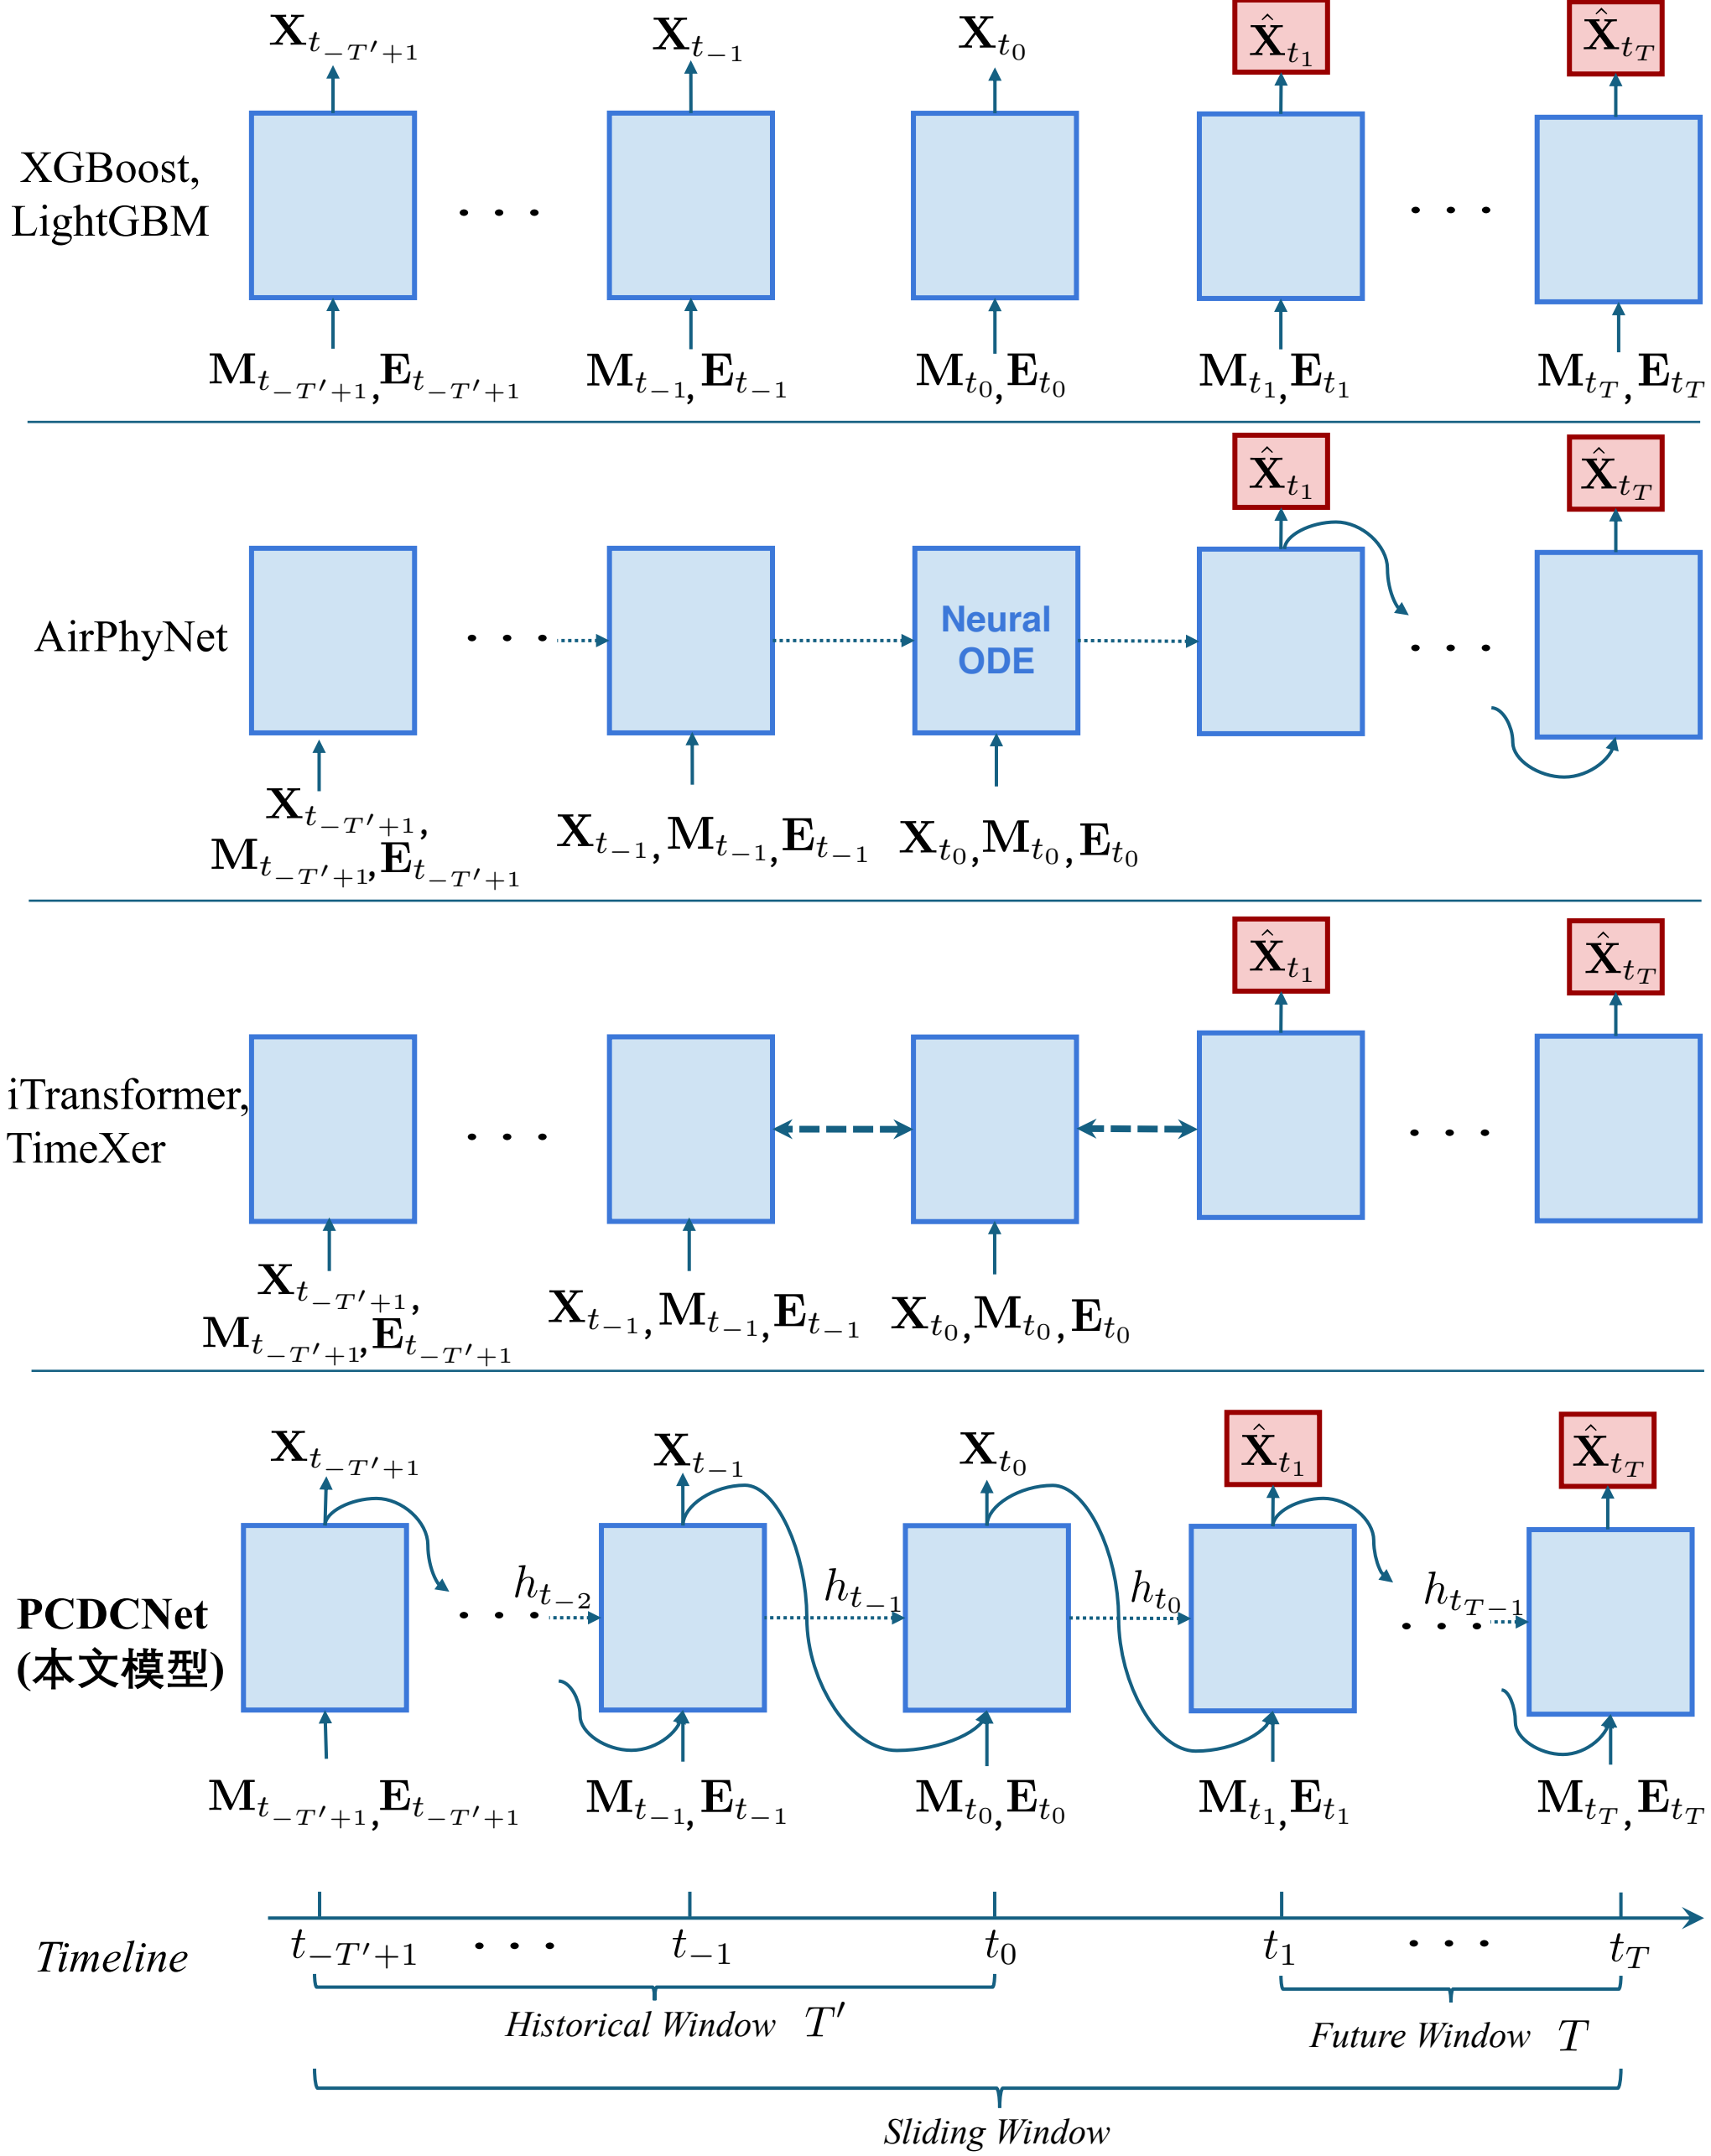 X_{t_{-T'+1}} X_{t_{-1}} X_{t_0} X̂_{t_1} X̂_{t_T}
XGBoost,
LightGBM
. . . . . .
M_{t_{-T'+1}},E_{t_{-T'+1}} M_{t_{-1}},E_{t_{-1}} M_{t_0},E_{t_0} M_{t_1},E_{t_1} M_{t_T},E_{t_T}
X̂_{t_1} X̂_{t_T}
AirPhyNet
. . . Neural . . .
ODE
X_{t_{-T'+1}},
M_{t_{-T'+1}},E_{t_{-T'+1}} X_{t_{-1}},M_{t_{-1}},E_{t_{-1}} X_{t_0},M_{t_0},E_{t_0}
X̂_{t_1} X̂_{t_T}
iTransformer,
TimeXer
. . . . . .
X_{t_{-T'+1}},
M_{t_{-T'+1}},E_{t_{-T'+1}} X_{t_{-1}},M_{t_{-1}},E_{t_{-1}} X_{t_0},M_{t_0},E_{t_0}
X_{t_{-T'+1}} X_{t_{-1}} X_{t_0} X̂_{t_1} X̂_{t_T}
PCDCNet
(本文模型)
. . . h_{t_{-2}} h_{t_{-1}} h_{t_0} . . . h_{t_{T-1}}
M_{t_{-T'+1}},E_{t_{-T'+1}} M_{t_{-1}},E_{t_{-1}} M_{t_0},E_{t_0} M_{t_1},E_{t_1} M_{t_T},E_{t_T}
Timeline t_{-T'+1} . . . t_{-1} t_0 t_1 . . . t_T
Historical Window T'
Future Window T
Sliding Window